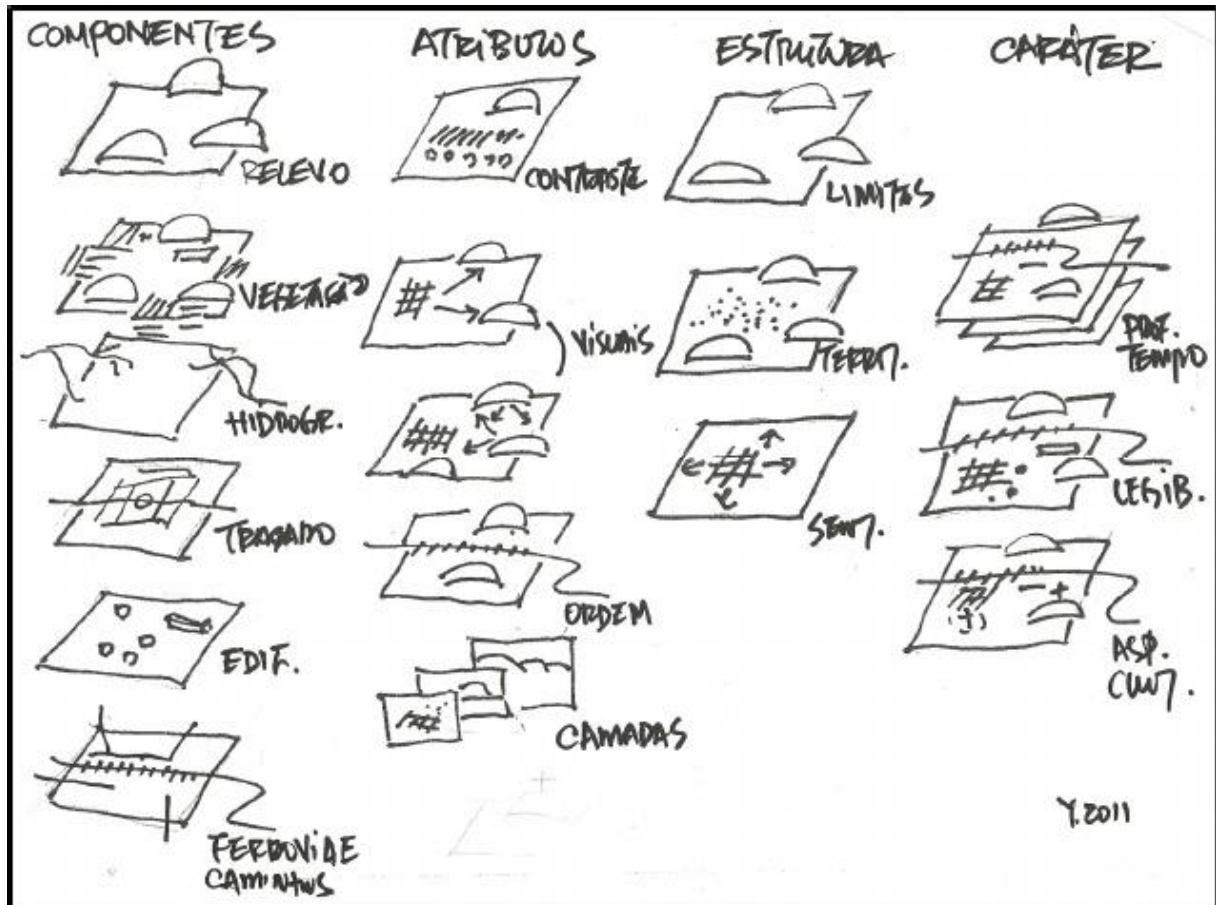 COMPONENTES
RELEVO
VEGETAÇÃO
HIDROGR.
TRAÇADO
EDIF.
FERROVIA E
CAMINHOS
ATRIBUTOS
CONTRASTE
VISUAIS
ORDEM
CAMADAS
ESTRUTURA
LIMITES
TERRIT.
SENT.
CARÁTER
PROF.
TEMPO
LEGIB.
ASP.
CULT.
Y.2011